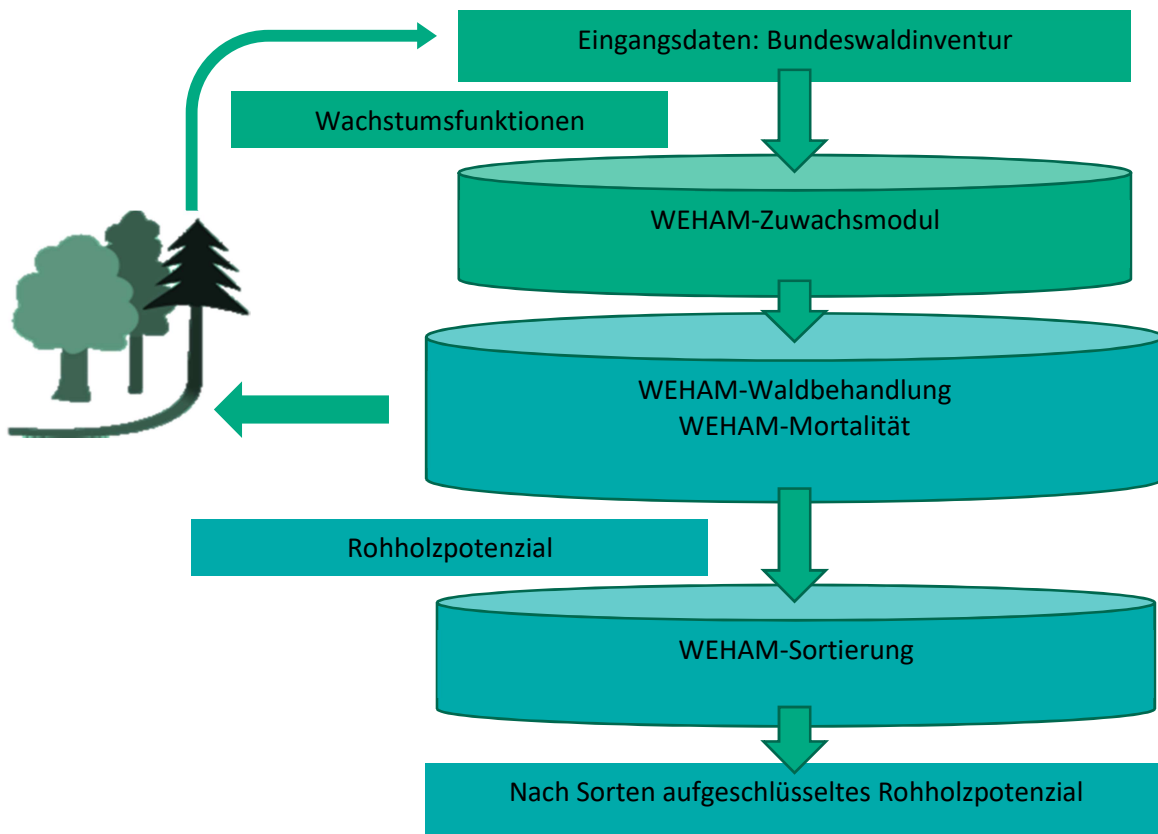 Eingangsdaten: Bundeswaldinventur
Wachstumsfunktionen
WEHAM-Zuwachsmodul
WEHAM-Waldbehandlung
WEHAM-Mortalität
Rohholzpotenzial
WEHAM-Sortierung
Nach Sorten aufgeschlüsseltes Rohholzpotenzial